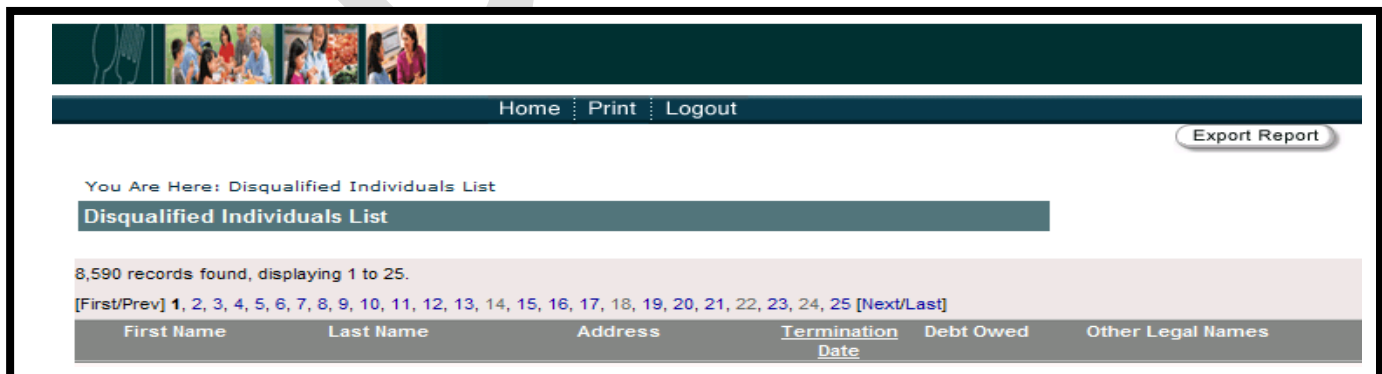 Home Print Logout
Export Report
You Are Here: Disqualified Individuals List
Disqualified Individuals List
8,590 records found, displaying 1 to 25.
[First/Prev] 1, 2, 3, 4, 5, 6, 7, 8, 9, 10, 11, 12, 13, 14, 15, 16, 17, 18, 19, 20, 21, 22, 23, 24, 25 [Next/Last]
First Name Last Name Address Termination Date Debt Owed Other Legal Names